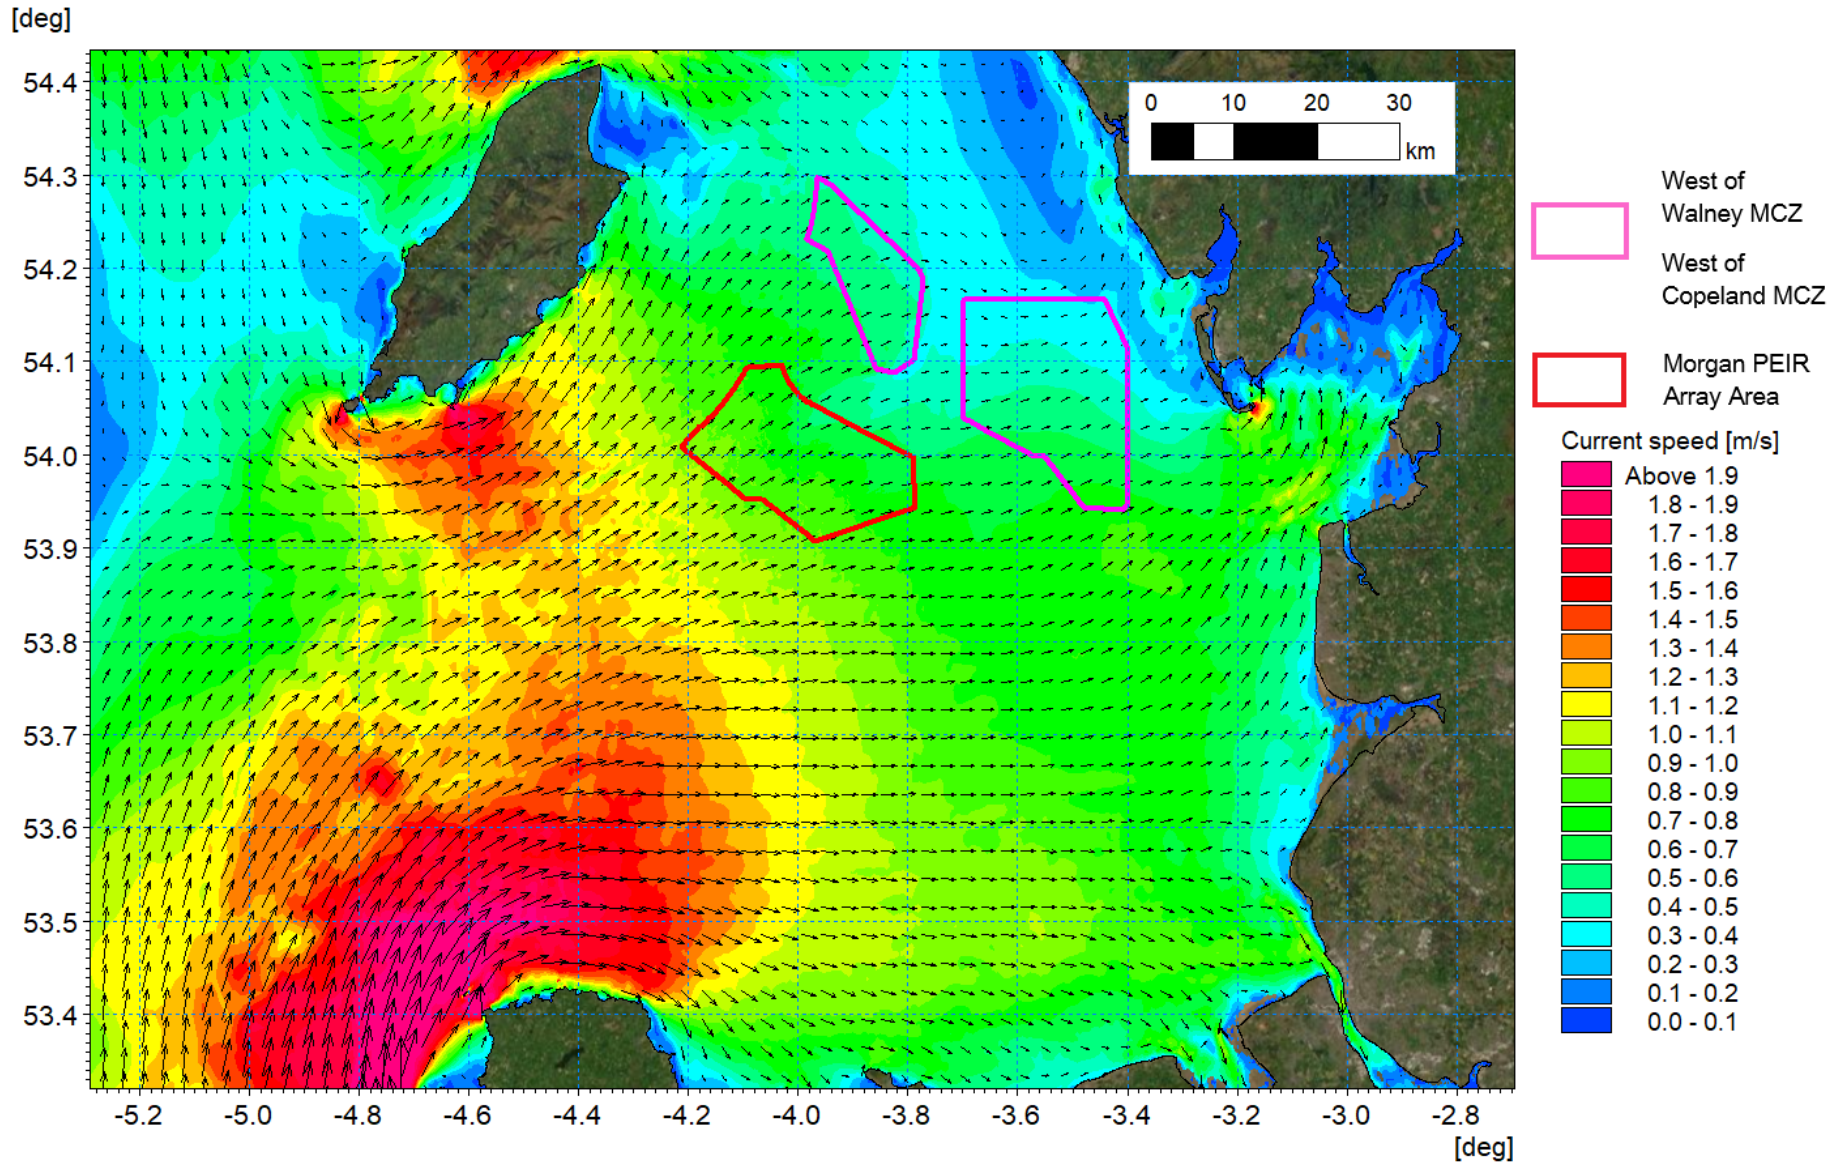 [deg]
54.4
54.3
54.2
54.1
54.0
53.9
53.8
53.7
53.6
53.5
53.4
-5.2 -5.0 -4.8 -4.6 -4.4 -4.2 -4.0 -3.8 -3.6 -3.4 -3.2 -3.0 -2.8
[deg]
0 10 20 30
km
West of
Walney MCZ
West of
Copeland MCZ
Morgan PEIR
Array Area
Current speed [m/s]
Above 1.9
1.8 - 1.9
1.7 - 1.8
1.6 - 1.7
1.5 - 1.6
1.4 - 1.5
1.3 - 1.4
1.2 - 1.3
1.1 - 1.2
1.0 - 1.1
0.9 - 1.0
0.8 - 0.9
0.7 - 0.8
0.6 - 0.7
0.5 - 0.6
0.4 - 0.5
0.3 - 0.4
0.2 - 0.3
0.1 - 0.2
0.0 - 0.1